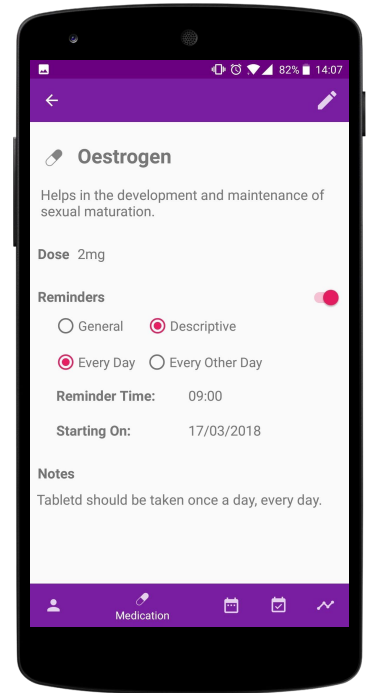 82% 14:07
Oestrogen
Helps in the development and maintenance of
sexual maturation.
Dose 2mg
Reminders
General Descriptive
Every Day Every Other Day
Reminder Time: 09:00
Starting On: 17/03/2018
Notes
Tabletd should be taken once a day, every day.
Medication